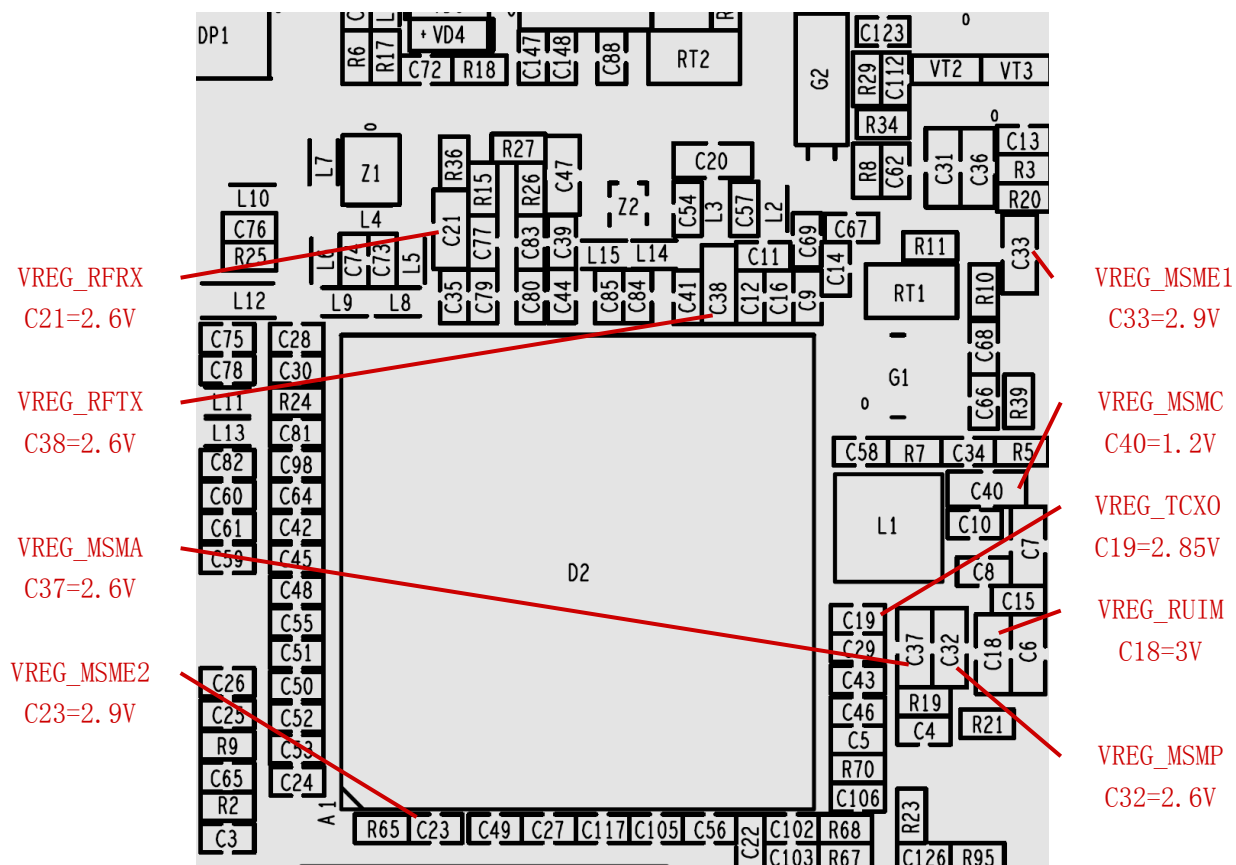 DP1
+ VD4
R6
R17
C72
R18
C147
C148
C88
RT2
G2
C123
R29
C112
VT2
VT3
R34
R8
C62
C31
C36
C13
R3
R20
L7
Z1
R36
R27
R15
R26
C47
C20
Z2
C54
L3
C57
L2
L10
C76
R25
L4
L6
C74
C73
L5
C21
C77
C83
C39
L15
L14
C69
C67
C14
C11
R11
C33
VREG_RFRX
C21=2.6V
VREG_MSME1
C33=2.9V
L12
L9
L8
C35
C79
C80
C44
C85
C84
C41
C38
C12
C16
C9
RT1
R10
C75
C28
C78
C30
L11
R24
G1
C68
C66
R39
VREG_RFTX
C38=2.6V
VREG_MSMC
C40=1.2V
L13
C81
C82
C98
C60
C64
C61
C42
C59
C45
C48
C55
C51
C58
R7
C34
R5
C40
L1
C10
C7
C8
C15
D2
VREG_MSMA
C37=2.6V
VREG_TCXO
C19=2.85V
C19
C29
C37
C32
C18
C6
VREG_RUIM
C18=3V
VREG_MSME2
C23=2.9V
C26
C50
C25
C52
R9
C53
C65
C24
R2
C3
C43
C46
C5
R70
C106
R19
C4
R21
VREG_MSMP
C32=2.6V
A1
R65
C23
C49
C27
C117
C105
C56
C22
C102
R68
C103
R67
R23
C126
R95